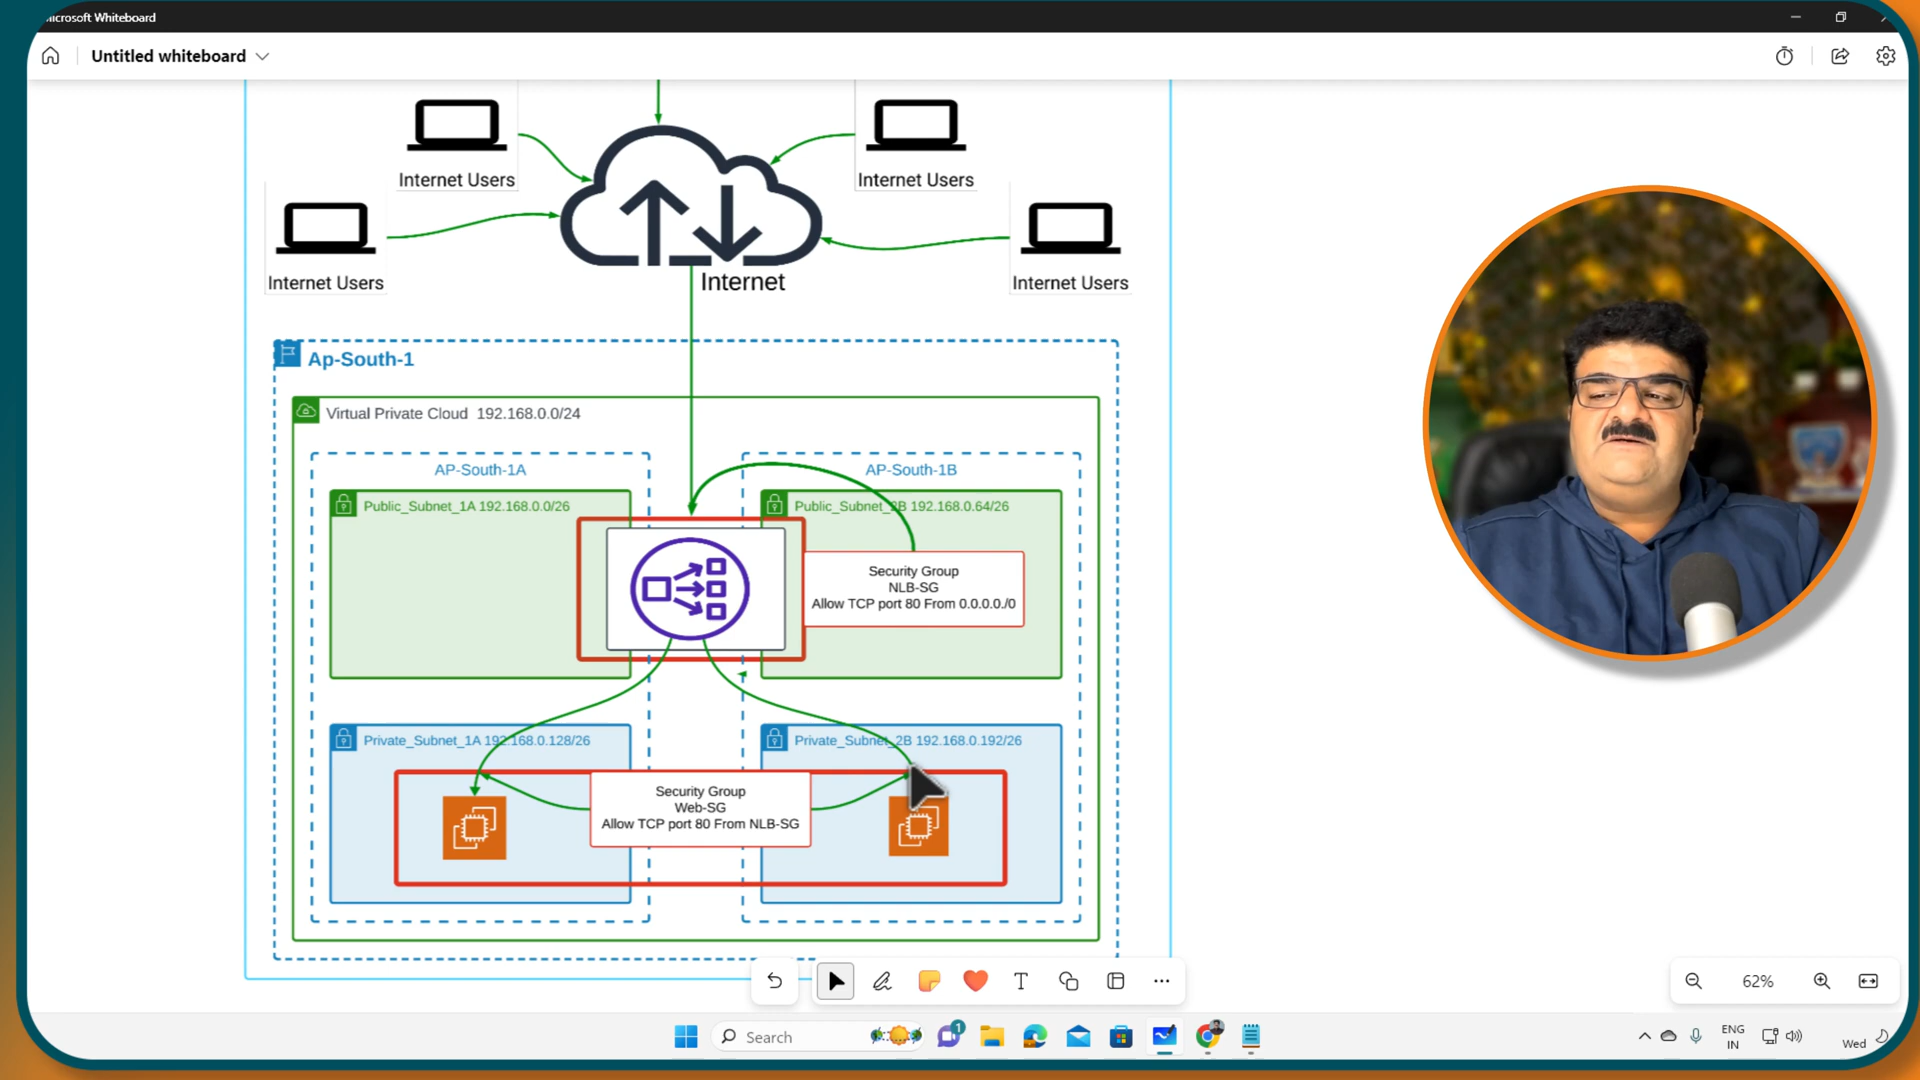 Microsoft Whiteboard
Untitled whiteboard
Internet Users
Internet Users
Internet Users
Internet Users
Internet
Ap-South-1
Virtual Private Cloud 192.168.0.0/24
AP-South-1A
AP-South-1B
Public_Subnet_1A 192.168.0.0/26
Public_Subnet_2B 192.168.0.64/26
Security Group
NLB-SG
Allow TCP port 80 From 0.0.0.0./0
Private_Subnet_1A 192.168.0.128/26
Private_Subnet_2B 192.168.0.192/26
Security Group
Web-SG
Allow TCP port 80 From NLB-SG
62%
Search
1
ENG
IN
Wed